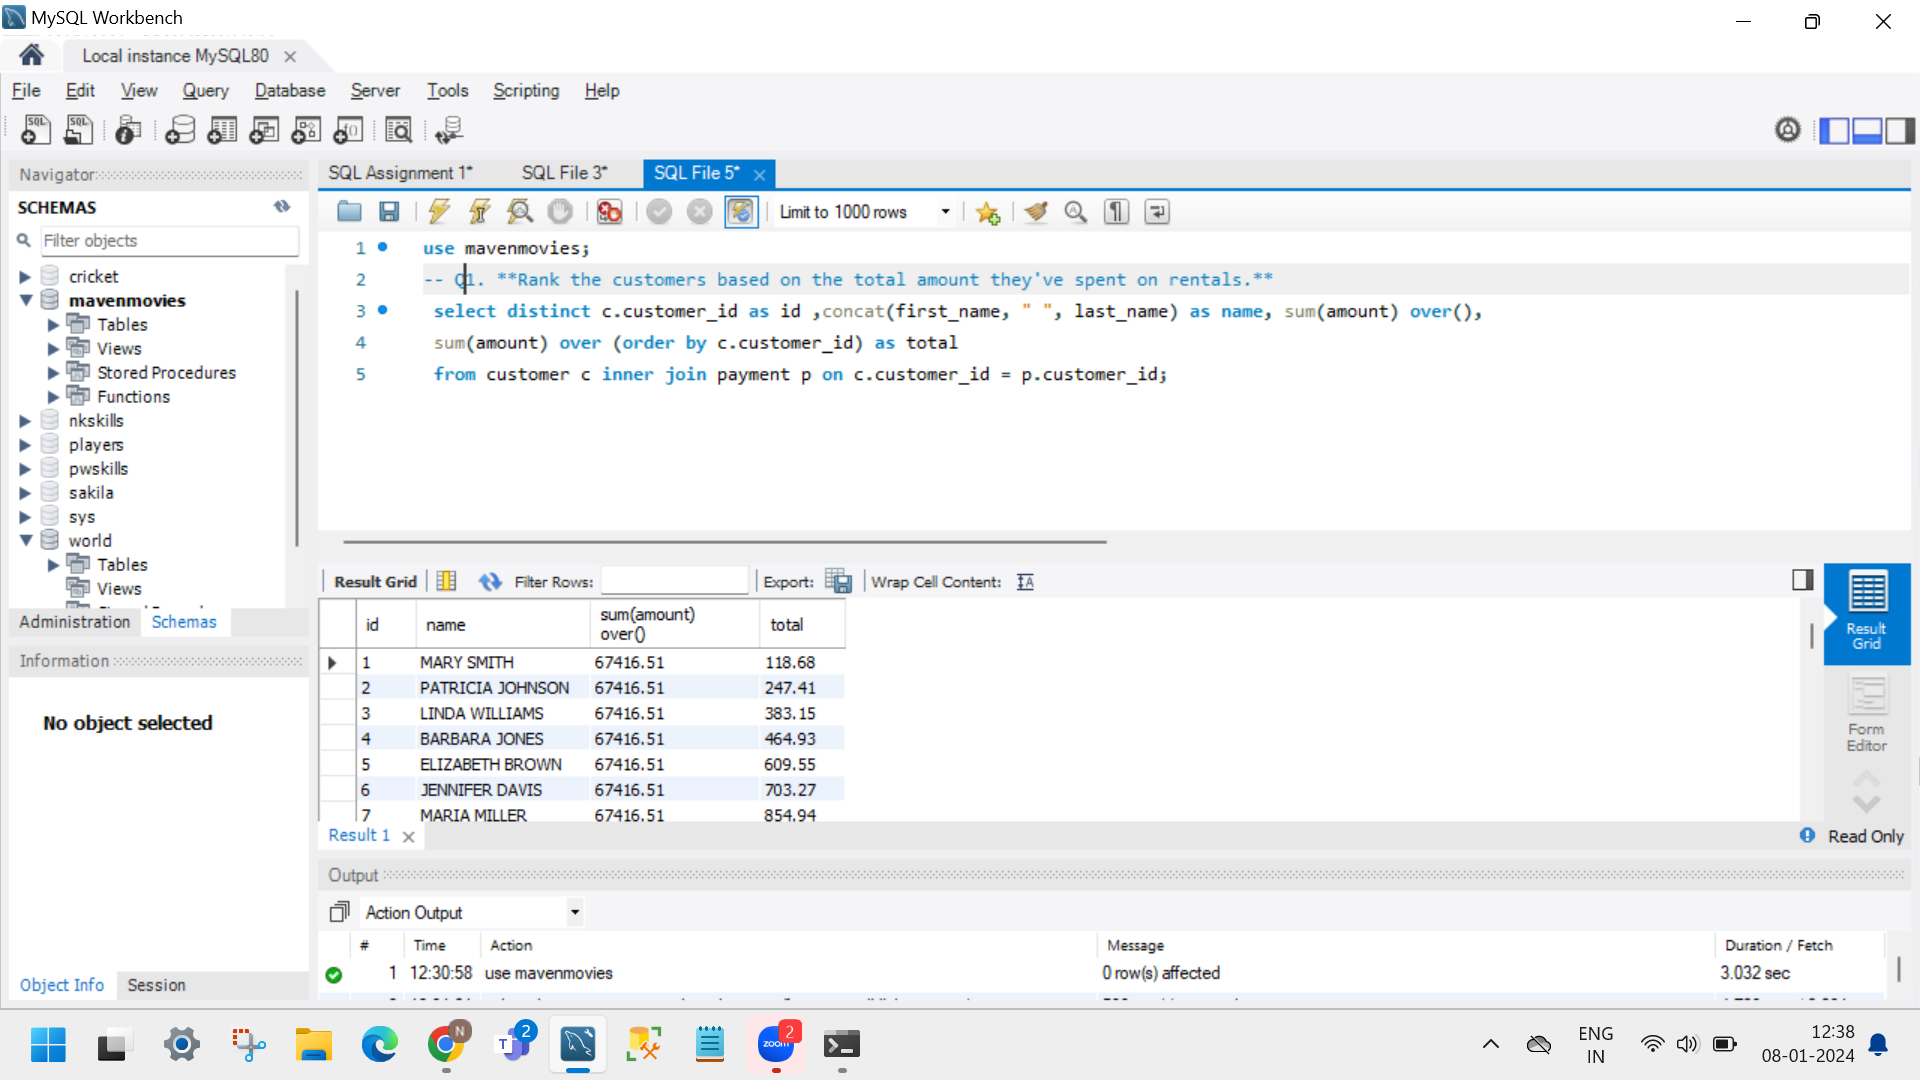 MySQL Workbench
Local instance MySQL80
File Edit View Query Database Server Tools Scripting Help
Navigator
SCHEMAS
Filter objects
cricket
mavenmovies
Tables
Views
Stored Procedures
Functions
nkskills
players
pwskills
sakila
sys
world
Tables
Views
Administration Schemas
Information
No object selected
Object Info Session
SQL Assignment 1* SQL File 3* SQL File 5*
Limit to 1000 rows
1 use mavenmovies;
2 -- Q1. **Rank the customers based on the total amount they've spent on rentals.**
3 select distinct c.customer_id as id ,concat(first_name, " ", last_name) as name, sum(amount) over(),
4 sum(amount) over (order by c.customer_id) as total
5 from customer c inner join payment p on c.customer_id = p.customer_id;
Result Grid Filter Rows: Export: Wrap Cell Content:
id name sum(amount) over() total
1 MARY SMITH 67416.51 118.68
2 PATRICIA JOHNSON 67416.51 247.41
3 LINDA WILLIAMS 67416.51 383.15
4 BARBARA JONES 67416.51 464.93
5 ELIZABETH BROWN 67416.51 609.55
6 JENNIFER DAVIS 67416.51 703.27
7 MARIA MILLER 67416.51 854.94
Result Grid
Form Editor
Result 1
Read Only
Output
Action Output
# Time Action Message Duration / Fetch
1 12:30:58 use mavenmovies 0 row(s) affected 3.032 sec
N
2
zoom
2
ENG
IN
12:38
08-01-2024